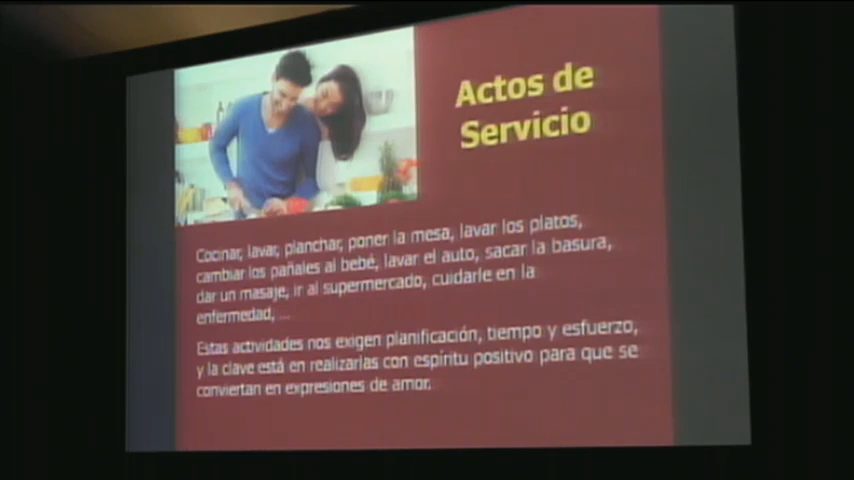 Actos de
Servicio
Cocinar, lavar, planchar, poner la mesa, lavar los platos,
cambiar los pañales al bebé, lavar el auto, sacar la basura,
dar un masaje, ir al supermercado, cuidarle en la
enfermedad, ...
Estas actividades nos exigen planificación, tiempo y esfuerzo,
y la clave está en realizarlas con espíritu positivo para que se
conviertan en expresiones de amor.